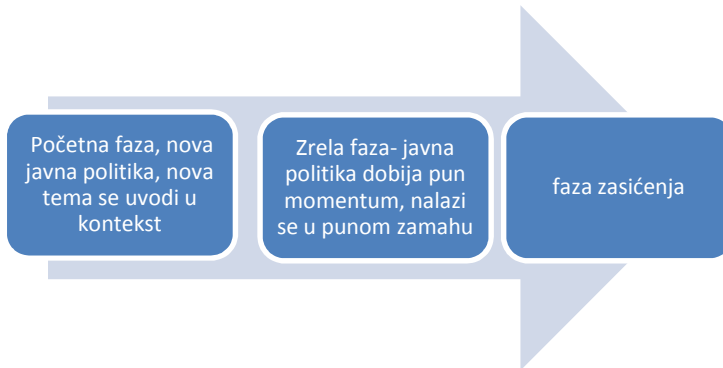 Početna faza, nova
javna politika, nova
tema se uvodi u
kontekst
Zrela faza- javna
politika dobija pun
momentum, nalazi
se u punom zamahu
faza zasićenja